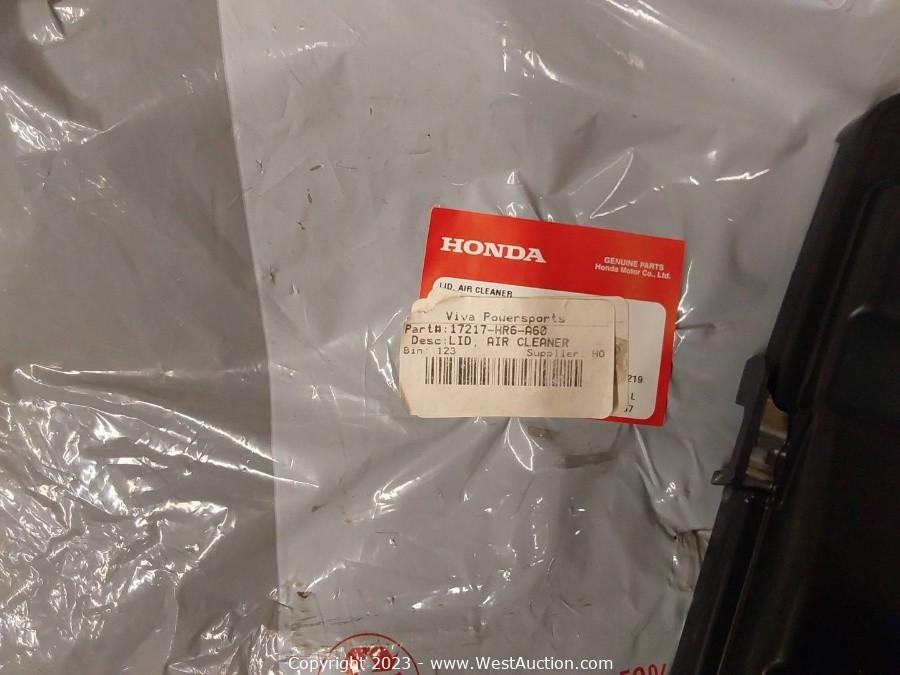 HONDA
GENUINE PARTS
Honda Motor Co., Ltd.
LID, AIR CLEANER
Viva Powersports
Part#:17217-HR6-A60
Desc:LID, AIR CLEANER
Bin: 123 Supplier: HO
219
L
Copyright 2023 - www.WestAuction.com